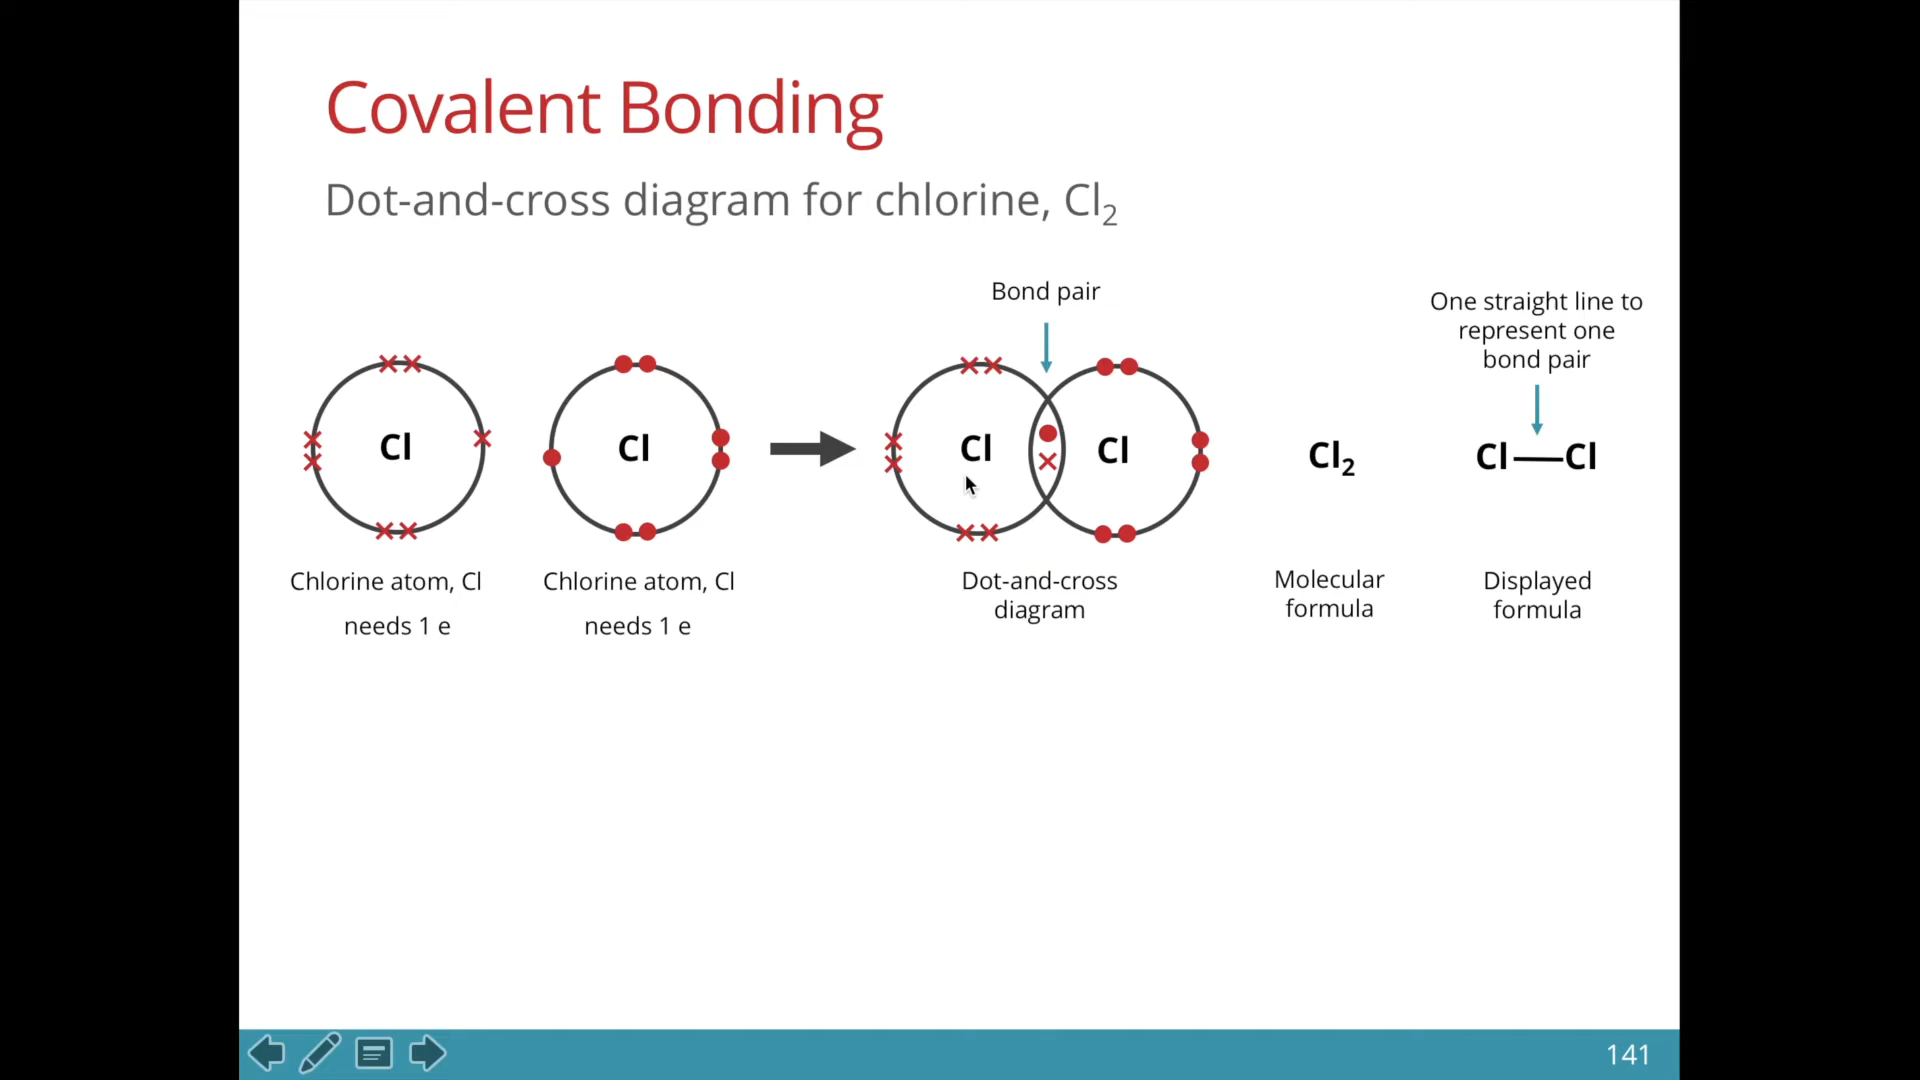 Covalent Bonding
Dot-and-cross diagram for chlorine, Cl₂
Bond pair
One straight line to
represent one
bond pair
Cl
Cl
Cl
Cl
Cl₂
Cl—Cl
Chlorine atom, Cl
needs 1 e
Chlorine atom, Cl
needs 1 e
Dot-and-cross
diagram
Molecular
formula
Displayed
formula
141